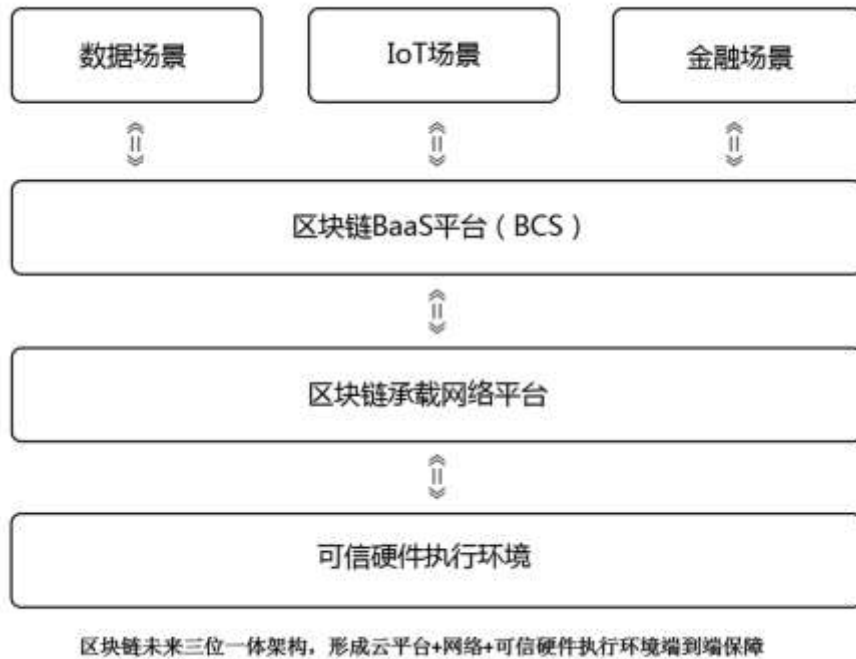 数据场景
IoT场景
金融场景
区块链BaaS平台（BCS）
区块链承载网络平台
可信硬件执行环境
区块链未来三位一体架构，形成云平台+网络+可信硬件执行环境端到端保障